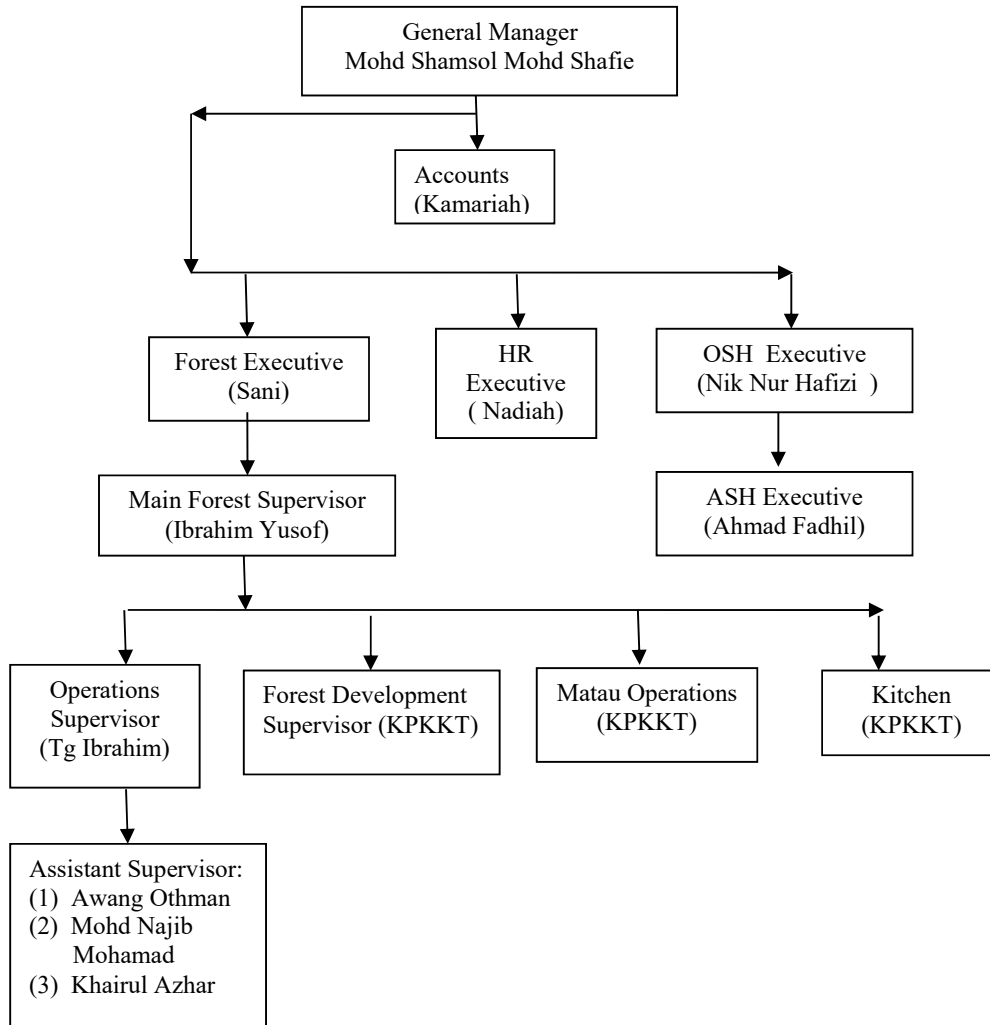 General Manager
Mohd Shamsol Mohd Shafie
Accounts
(Kamariah)
Forest Executive
(Sani)
HR
Executive
( Nadiah)
OSH  Executive
(Nik Nur Hafizi  )
Main Forest Supervisor
(Ibrahim Yusof)
ASH Executive
(Ahmad Fadhil)
Operations
Supervisor
(Tg Ibrahim)
Forest Development
Supervisor (KPKKT)
Matau Operations
(KPKKT)
Kitchen
(KPKKT)
Assistant Supervisor:
(1)  Awang Othman
(2)  Mohd Najib
Mohamad
(3)  Khairul Azhar